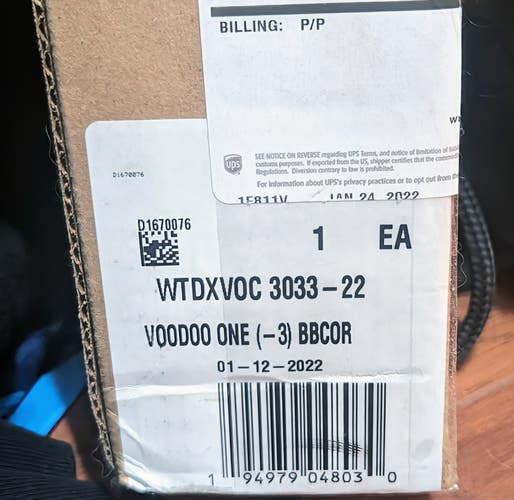 BILLING: P/P
ups
SEE NOTICE ON REVERSE regarding UPS Terms, and notice of limitation of
customs purposes. If exported from the US, shipper certifies that the
Regulations. Diversion contrary to law is prohibited.
For information about UPS's privacy practices or to opt out from
JAN 24 2022
D1670076
D1670076
1 EA
WTDXVOC 3033-22
VOODOO ONE (-3) BBCOR
01-12-2022
1 94979 04803 0